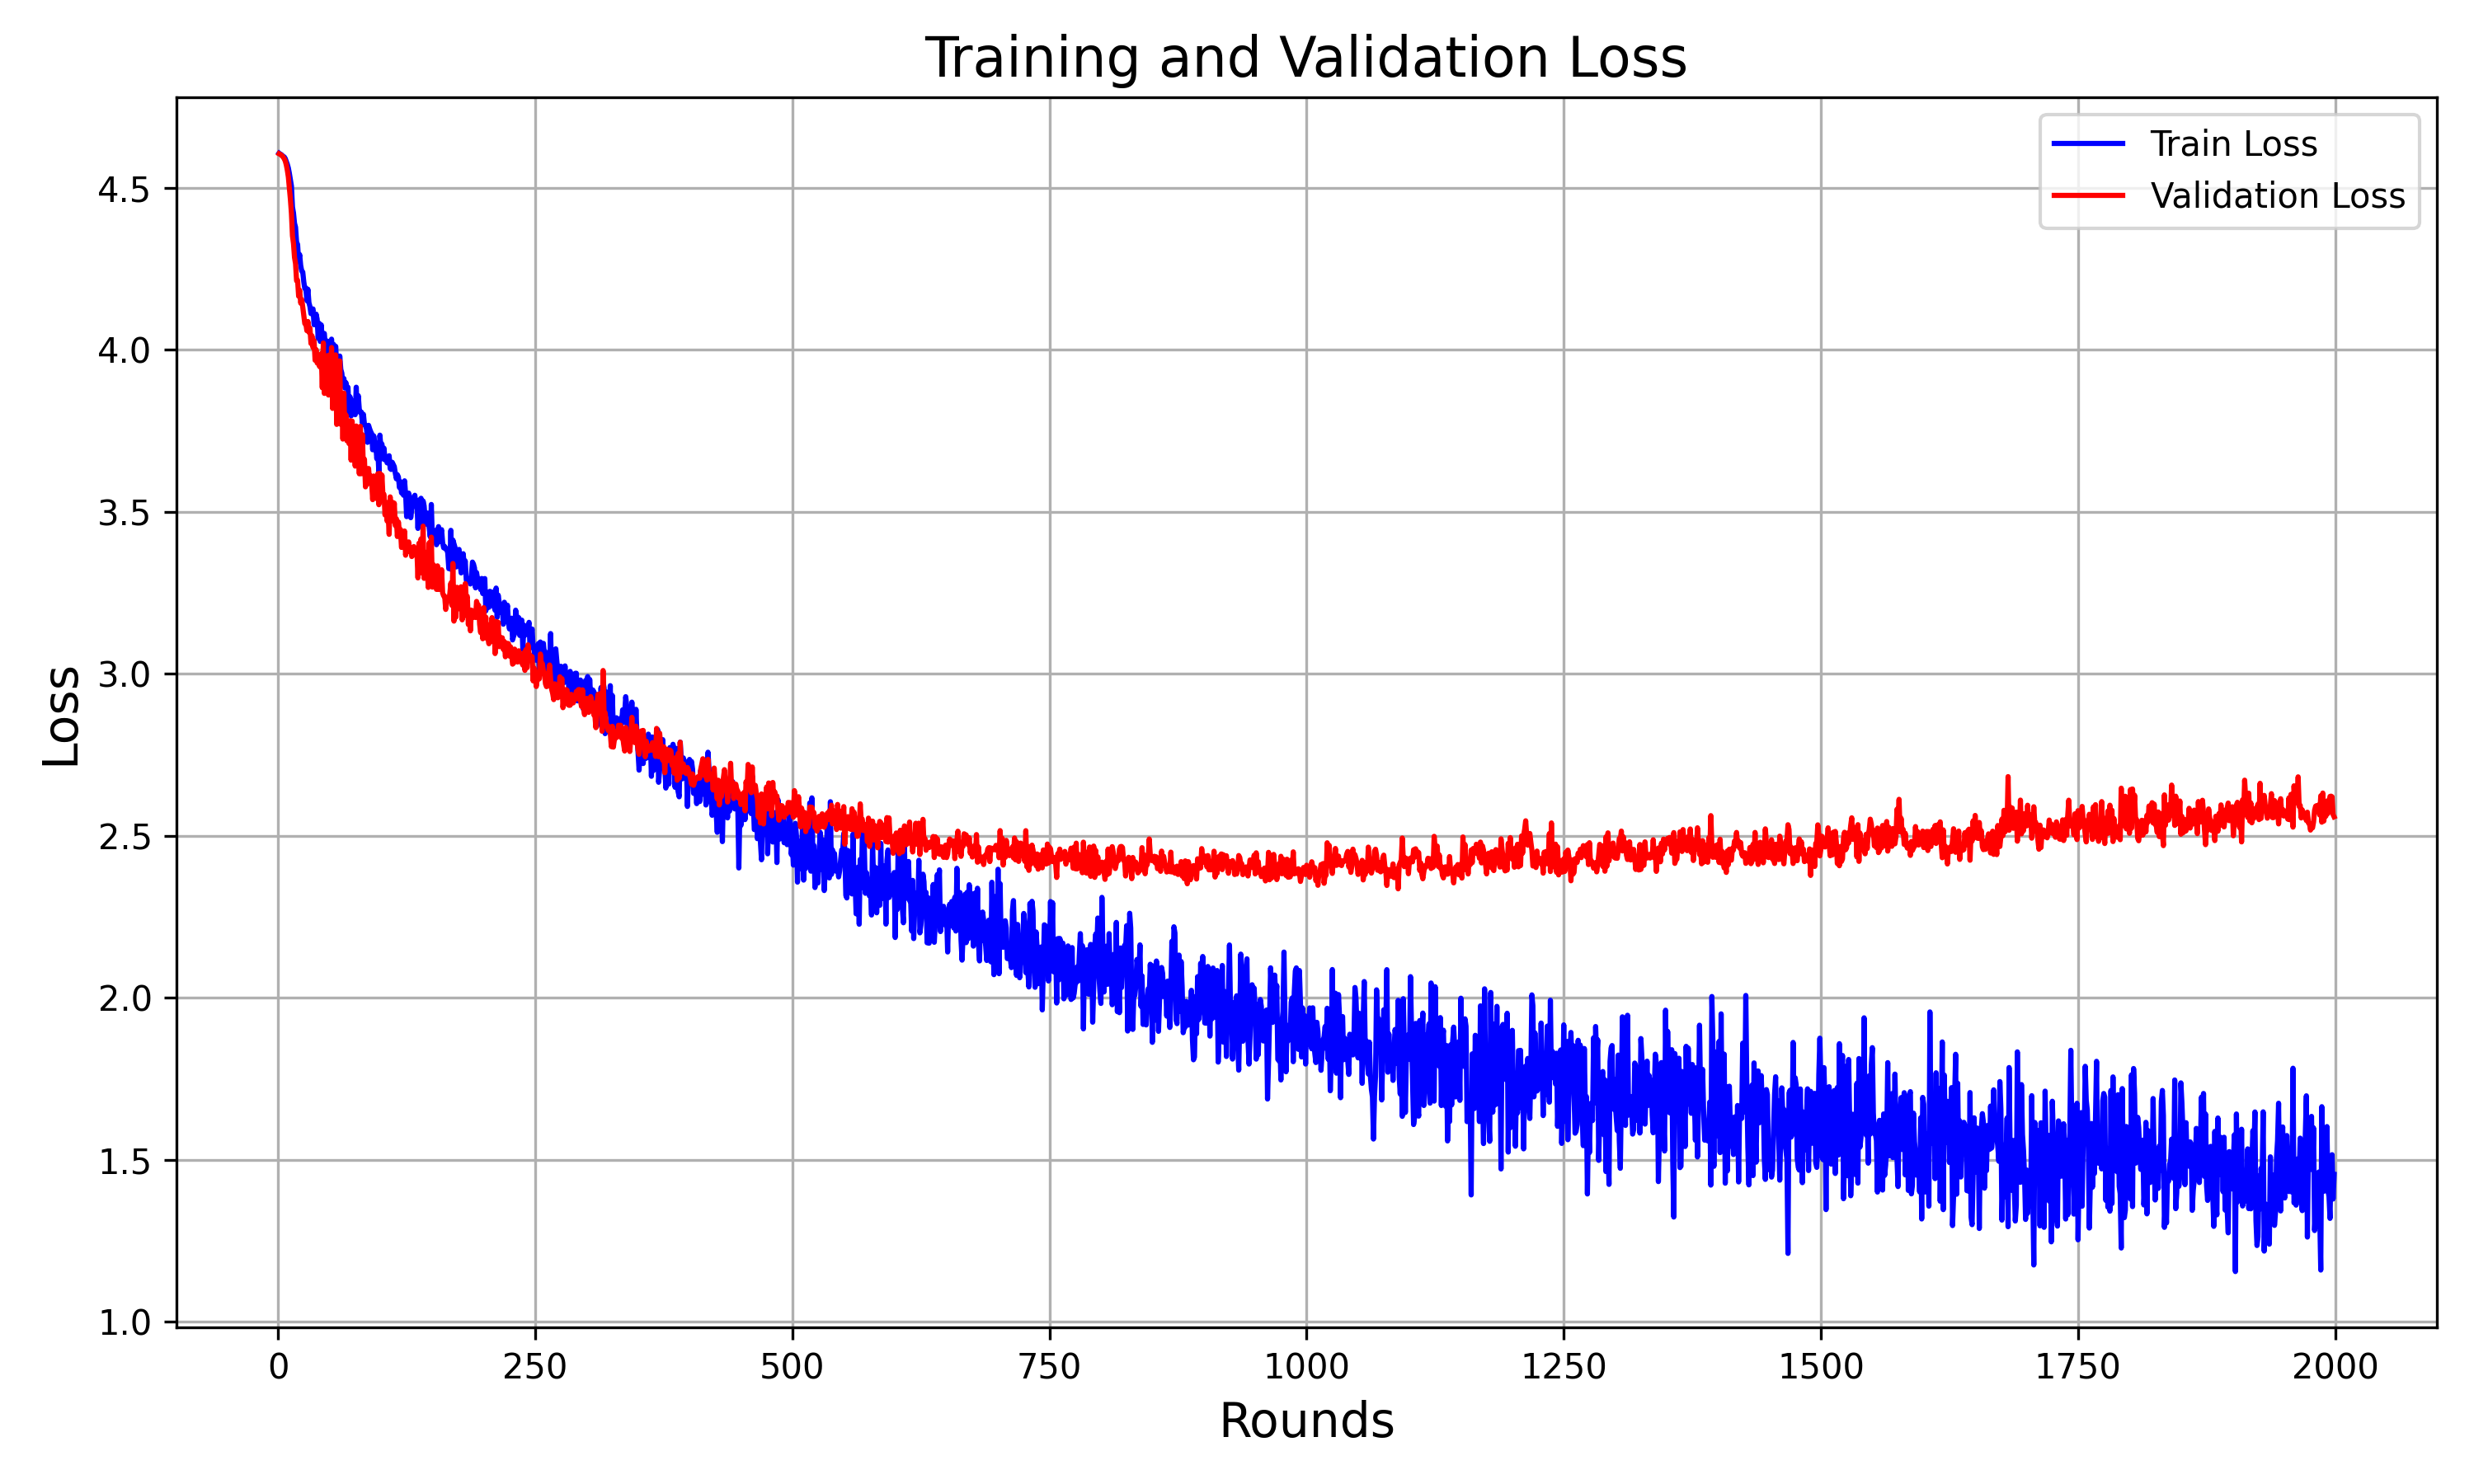 Training and Validation Loss
Train Loss
Validation Loss
4.5
4.0
3.5
3.0
2.5
2.0
1.5
1.0
Loss
0 250 500 750 1000 1250 1500 1750 2000
Rounds